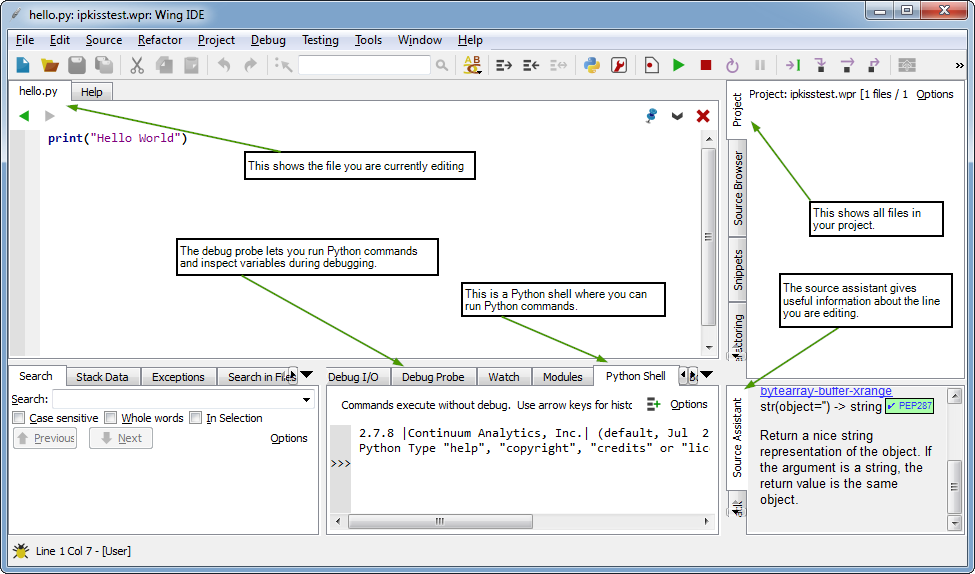 hello.py: ipkisstest.wpr: Wing IDE
File Edit Source Refactor Project Debug Testing Tools Window Help
hello.py Help
print("Hello World")
This shows the file you are currently editing
The debug probe lets you run Python commands
and inspect variables during debugging.
This is a Python shell where you can
run Python commands.
Project: ipkisstest.wpr [1 files / 1 Options
Project
Source Browser
Snippets
actoring
This shows all files in
your project.
The source assistant gives
useful information about the line
you are editing.
Search Stack Data Exceptions Search in Files
Search:
Case sensitive Whole words In Selection
Previous Next Options
Debug I/O Debug Probe Watch Modules Python Shell
Commands execute without debug. Use arrow keys for histo Options
2.7.8 |Continuum Analytics, Inc.| (default, Jul 2
Python Type "help", "copyright", "credits" or "lic
>>>
Source Assistant
bytearray-buffer-xrange
str(object='') -> string ✔ PEP287
Return a nice string
representation of the object. If
the argument is a string, the
return value is the same
object.
Line 1 Col 7 - [User]